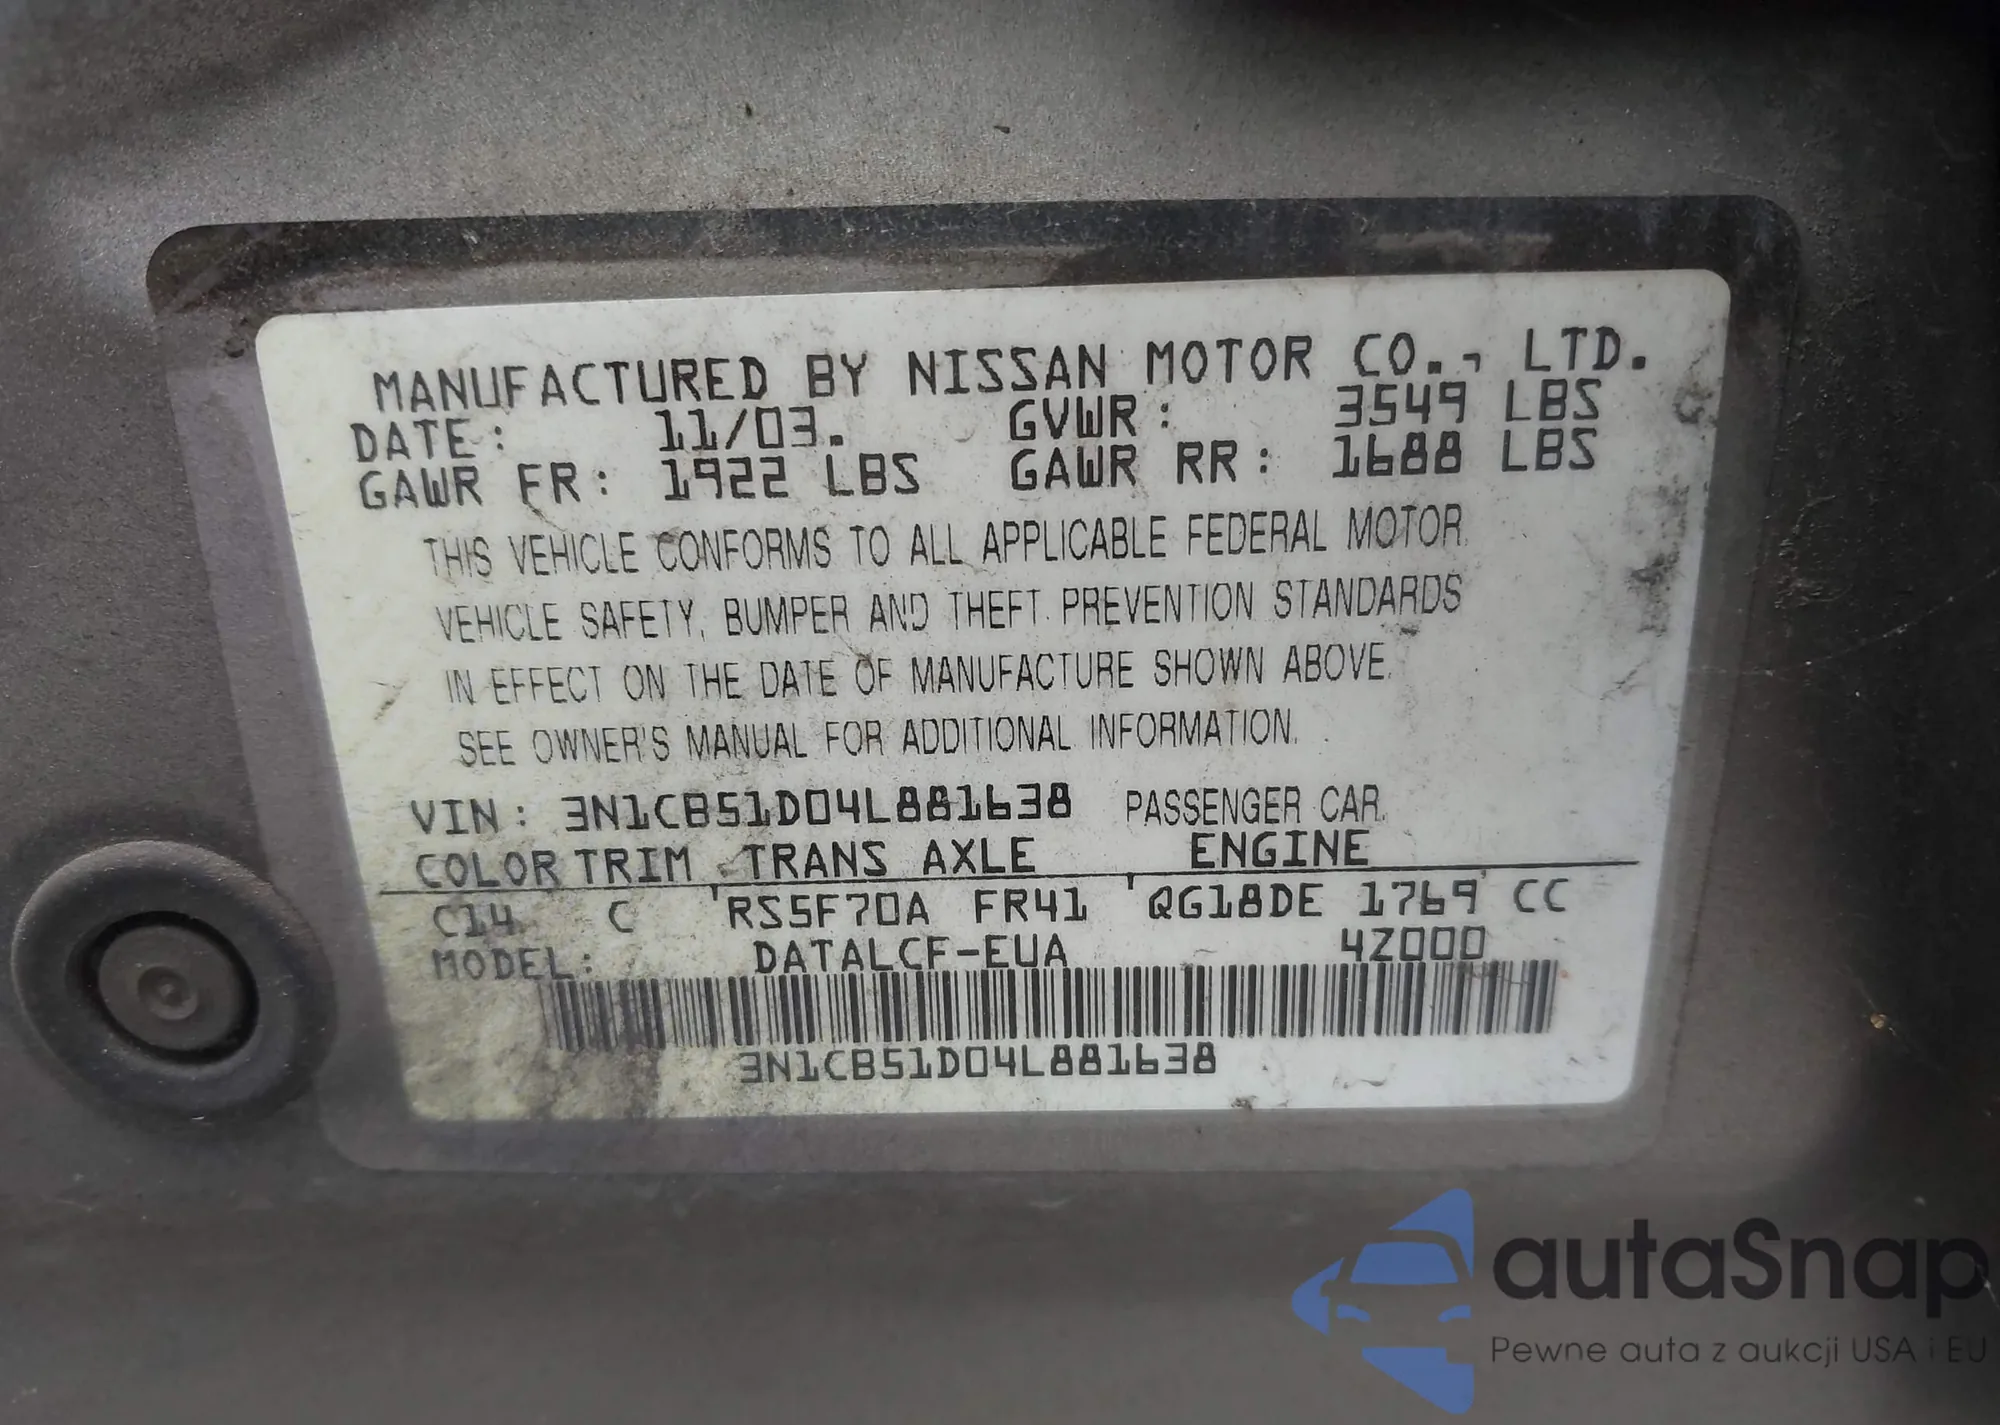 MANUFACTURED BY NISSAN MOTOR CO., LTD.
DATE: 11/03. GVWR: 3549 LBS
GAWR FR: 1922 LBS GAWR RR: 1688 LBS
THIS VEHICLE CONFORMS TO ALL APPLICABLE FEDERAL MOTOR
VEHICLE SAFETY, BUMPER AND THEFT PREVENTION STANDARDS
IN EFFECT ON THE DATE OF MANUFACTURE SHOWN ABOVE.
SEE OWNER'S MANUAL FOR ADDITIONAL INFORMATION.
VIN: 3N1CB51D04L881638 PASSENGER CAR.
COLOR TRIM TRANS AXLE ENGINE
C14 C RS5F70A FR41 QG18DE 1769 CC
MODEL: DATALCF-EUA 4Z000
3N1CB51D04L881638
autaSnap
Pewne auta z aukcji USA i EU